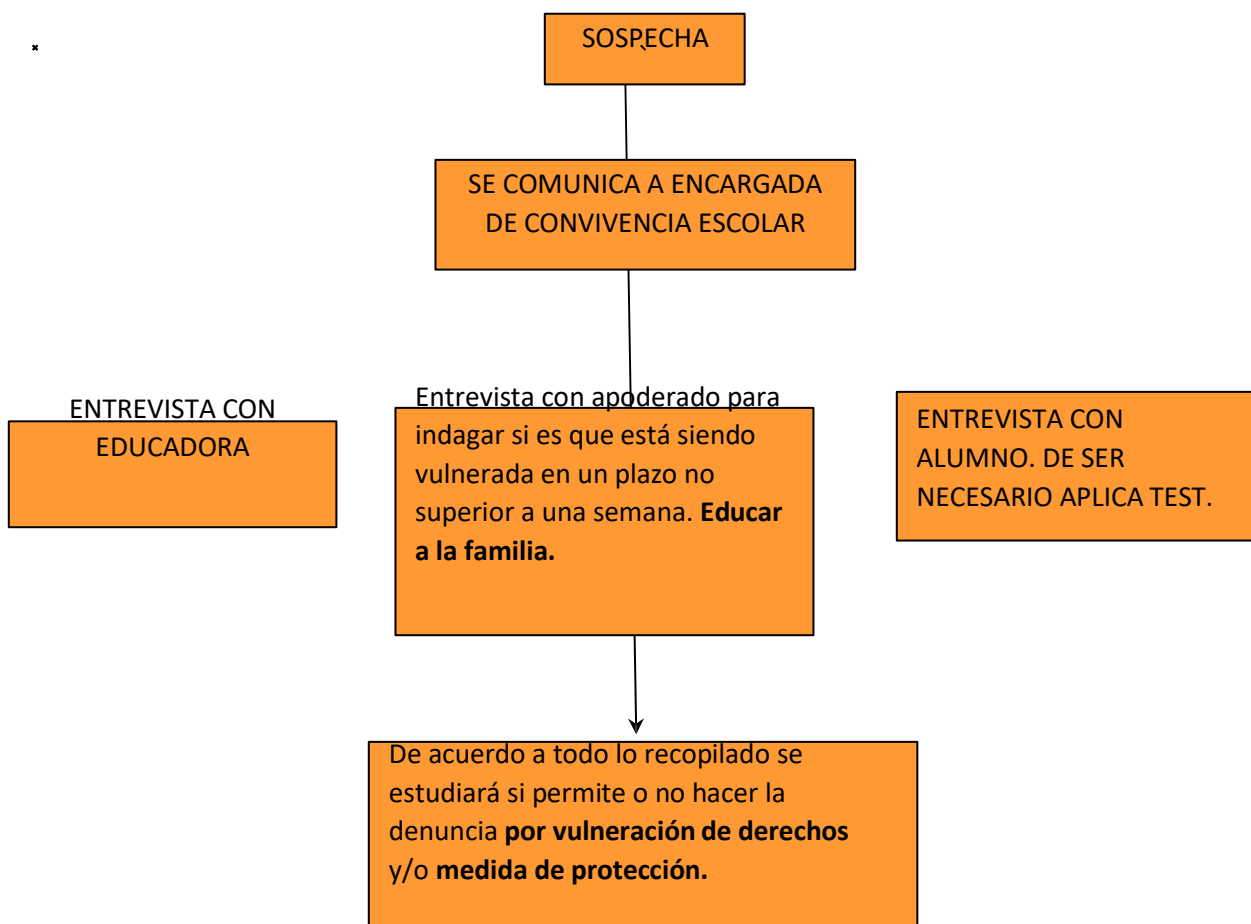 SOSPECHA
SE COMUNICA A ENCARGADA
DE CONVIVENCIA ESCOLAR
ENTREVISTA CON
EDUCADORA
Entrevista con apoderado para
indagar si es que está siendo
vulnerada en un plazo no
superior a una semana. Educar
a la familia.
ENTREVISTA CON
ALUMNO. DE SER
NECESARIO APLICA TEST.
De acuerdo a todo lo recopilado se
estudiará si permite o no hacer la
denuncia por vulneración de derechos
y/o medida de protección.